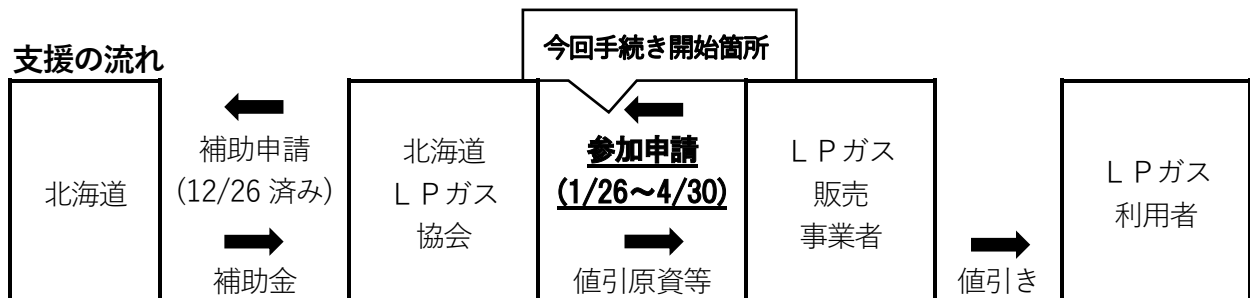 今回手続き開始箇所
支援の流れ
北海道
補助申請
(12/26 済み)
補助金
北海道
ＬＰガス
協会
参加申請
(1/26～4/30)
値引原資等
ＬＰガス
販売
事業者
値引き
ＬＰガス
利用者